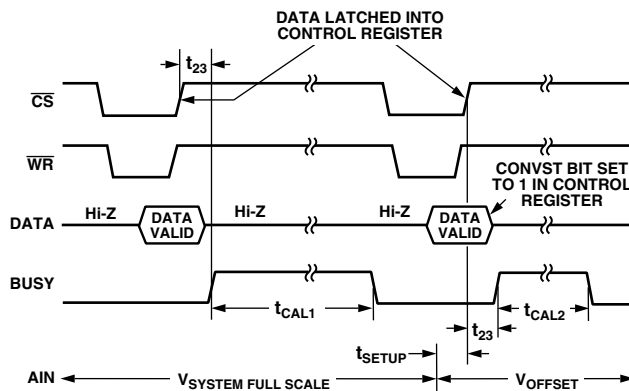 DATA LATCHED INTO
CONTROL REGISTER
t23
CS
WR
CONVST BIT SET
TO 1 IN CONTROL
REGISTER
DATA
Hi-Z
DATA
VALID
Hi-Z
Hi-Z
DATA
VALID
BUSY
tCAL1
t23
tCAL2
tSETUP
AIN
VSYSTEM FULL SCALE
VOFFSET